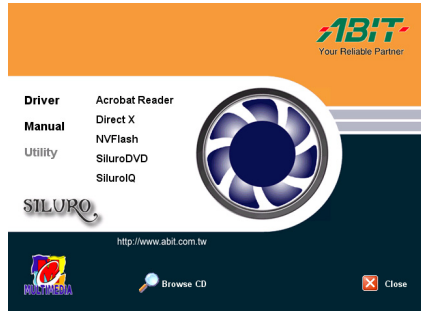 ABIT
Your Reliable Partner
Driver
Manual
Utility
Acrobat Reader
Direct X
NVFlash
SiluroDVD
SiluroIQ
SILURO
http://www.abit.com.tw
MULTIMEDIA
Browse CD
Close